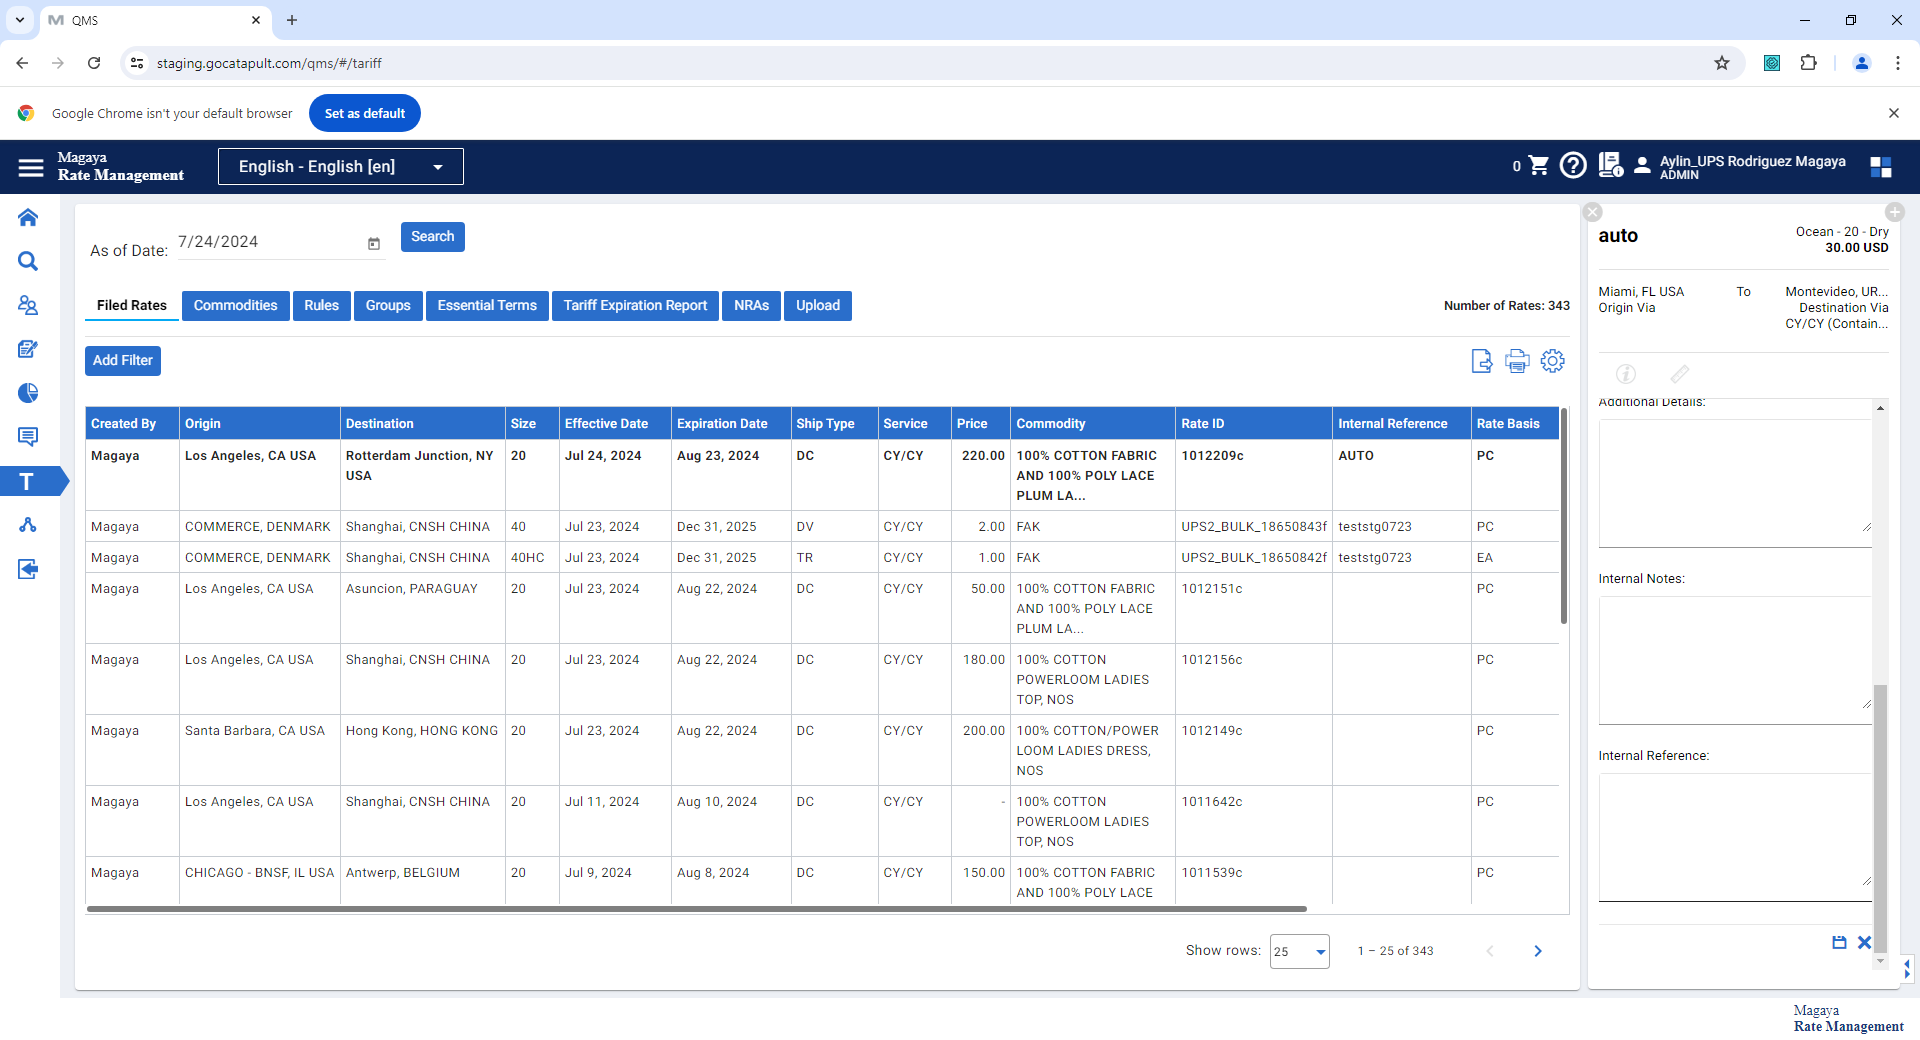 QMS
staging.gocatapult.com/qms/#/tariff
Google Chrome isn't your default browser
Set as default
Magaya
Rate Management
English - English [en]
0
Aylin_UPS Rodriguez Magaya
ADMIN
As of Date:
7/24/2024
Search
Filed Rates
Commodities
Rules
Groups
Essential Terms
Tariff Expiration Report
NRAs
Upload
Number of Rates: 343
Add Filter
Created By Origin Destination Size Effective Date Expiration Date Ship Type Service Price Commodity Rate ID Internal Reference Rate Basis
Magaya Los Angeles, CA USA Rotterdam Junction, NY 20 Jul 24, 2024 Aug 23, 2024 DC CY/CY 220.00 100% COTTON FABRIC 1012209c AUTO PC
USA AND 100% POLY LACE
PLUM LA...
Magaya COMMERCE, DENMARK Shanghai, CNSH CHINA 40 Jul 23, 2024 Dec 31, 2025 DV CY/CY 2.00 FAK UPS2_BULK_18650843f teststg0723 PC
Magaya COMMERCE, DENMARK Shanghai, CNSH CHINA 40HC Jul 23, 2024 Dec 31, 2025 TR CY/CY 1.00 FAK UPS2_BULK_18650842f teststg0723 EA
Magaya Los Angeles, CA USA Asuncion, PARAGUAY 20 Jul 23, 2024 Aug 22, 2024 DC CY/CY 50.00 100% COTTON FABRIC 1012151c PC
AND 100% POLY LACE
PLUM LA...
Magaya Los Angeles, CA USA Shanghai, CNSH CHINA 20 Jul 23, 2024 Aug 22, 2024 DC CY/CY 180.00 100% COTTON 1012156c PC
POWERLOOM LADIES
TOP, NOS
Magaya Santa Barbara, CA USA Hong Kong, HONG KONG 20 Jul 23, 2024 Aug 22, 2024 DC CY/CY 200.00 100% COTTON/POWER 1012149c PC
LOOM LADIES DRESS,
NOS
Magaya Los Angeles, CA USA Shanghai, CNSH CHINA 20 Jul 11, 2024 Aug 10, 2024 DC CY/CY - 100% COTTON 1011642c PC
POWERLOOM LADIES
TOP, NOS
Magaya CHICAGO - BNSF, IL USA Antwerp, BELGIUM 20 Jul 9, 2024 Aug 8, 2024 DC CY/CY 150.00 100% COTTON FABRIC 1011539c PC
AND 100% POLY LACE
Show rows: 25 1 – 25 of 343
auto
Ocean - 20 - Dry
30.00 USD
Miami, FL USA To Montevideo, UR...
Origin Via Destination Via
CY/CY (Contain...
Additional Details:
Internal Notes:
Internal Reference:
T
Magaya
Rate Management